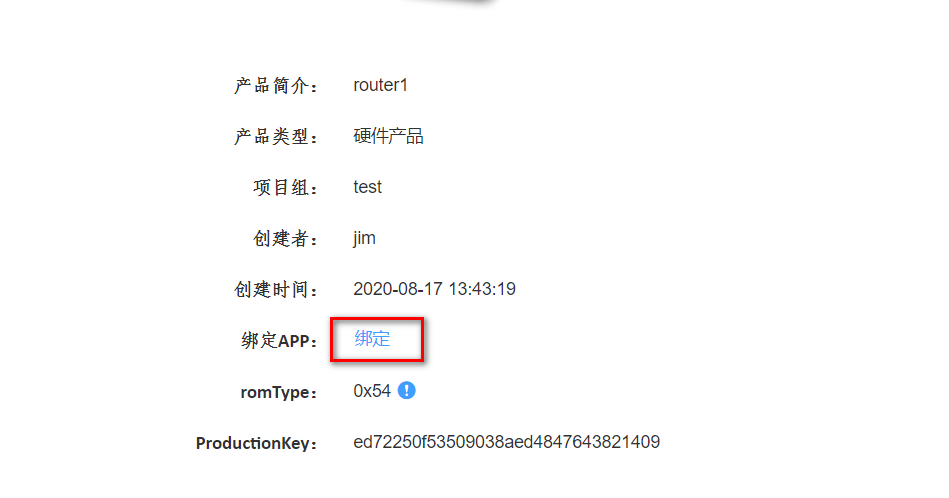 产品简介： router1
产品类型： 硬件产品
项目组： test
创建者： jim
创建时间： 2020-08-17 13:43:19
绑定APP： 绑定
romType： 0x54 !
ProductionKey： ed72250f53509038aed4847643821409